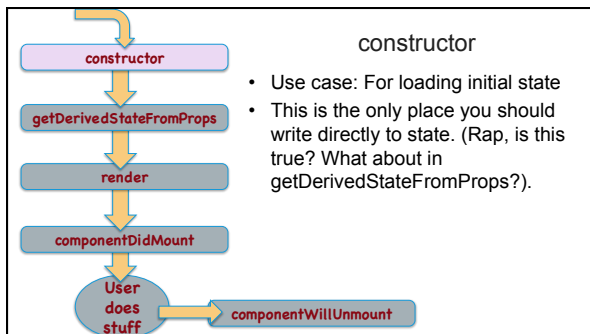 constructor
getDerivedStateFromProps
render
componentDidMount
User
does
stuff
componentWillUnmount
constructor
• Use case: For loading initial state
• This is the only place you should
write directly to state. (Rap, is this
true? What about in
getDerivedStateFromProps?).